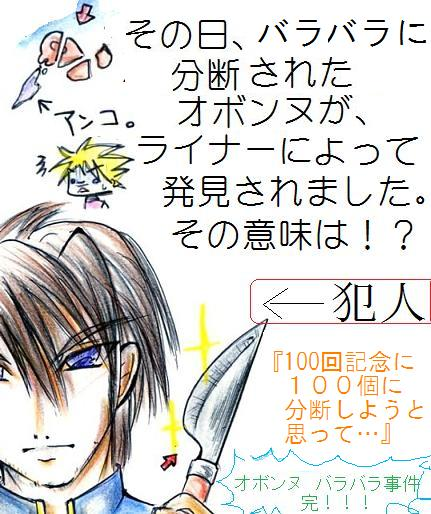 その日、バラバラに
分断された
オボンヌが、
ライナーによって
発見されました。
その意味は！？
アンコ。
←犯人
『100回記念に
１００個に
分断しようと
思って…』
オボンヌ バラバラ事件
完！！！